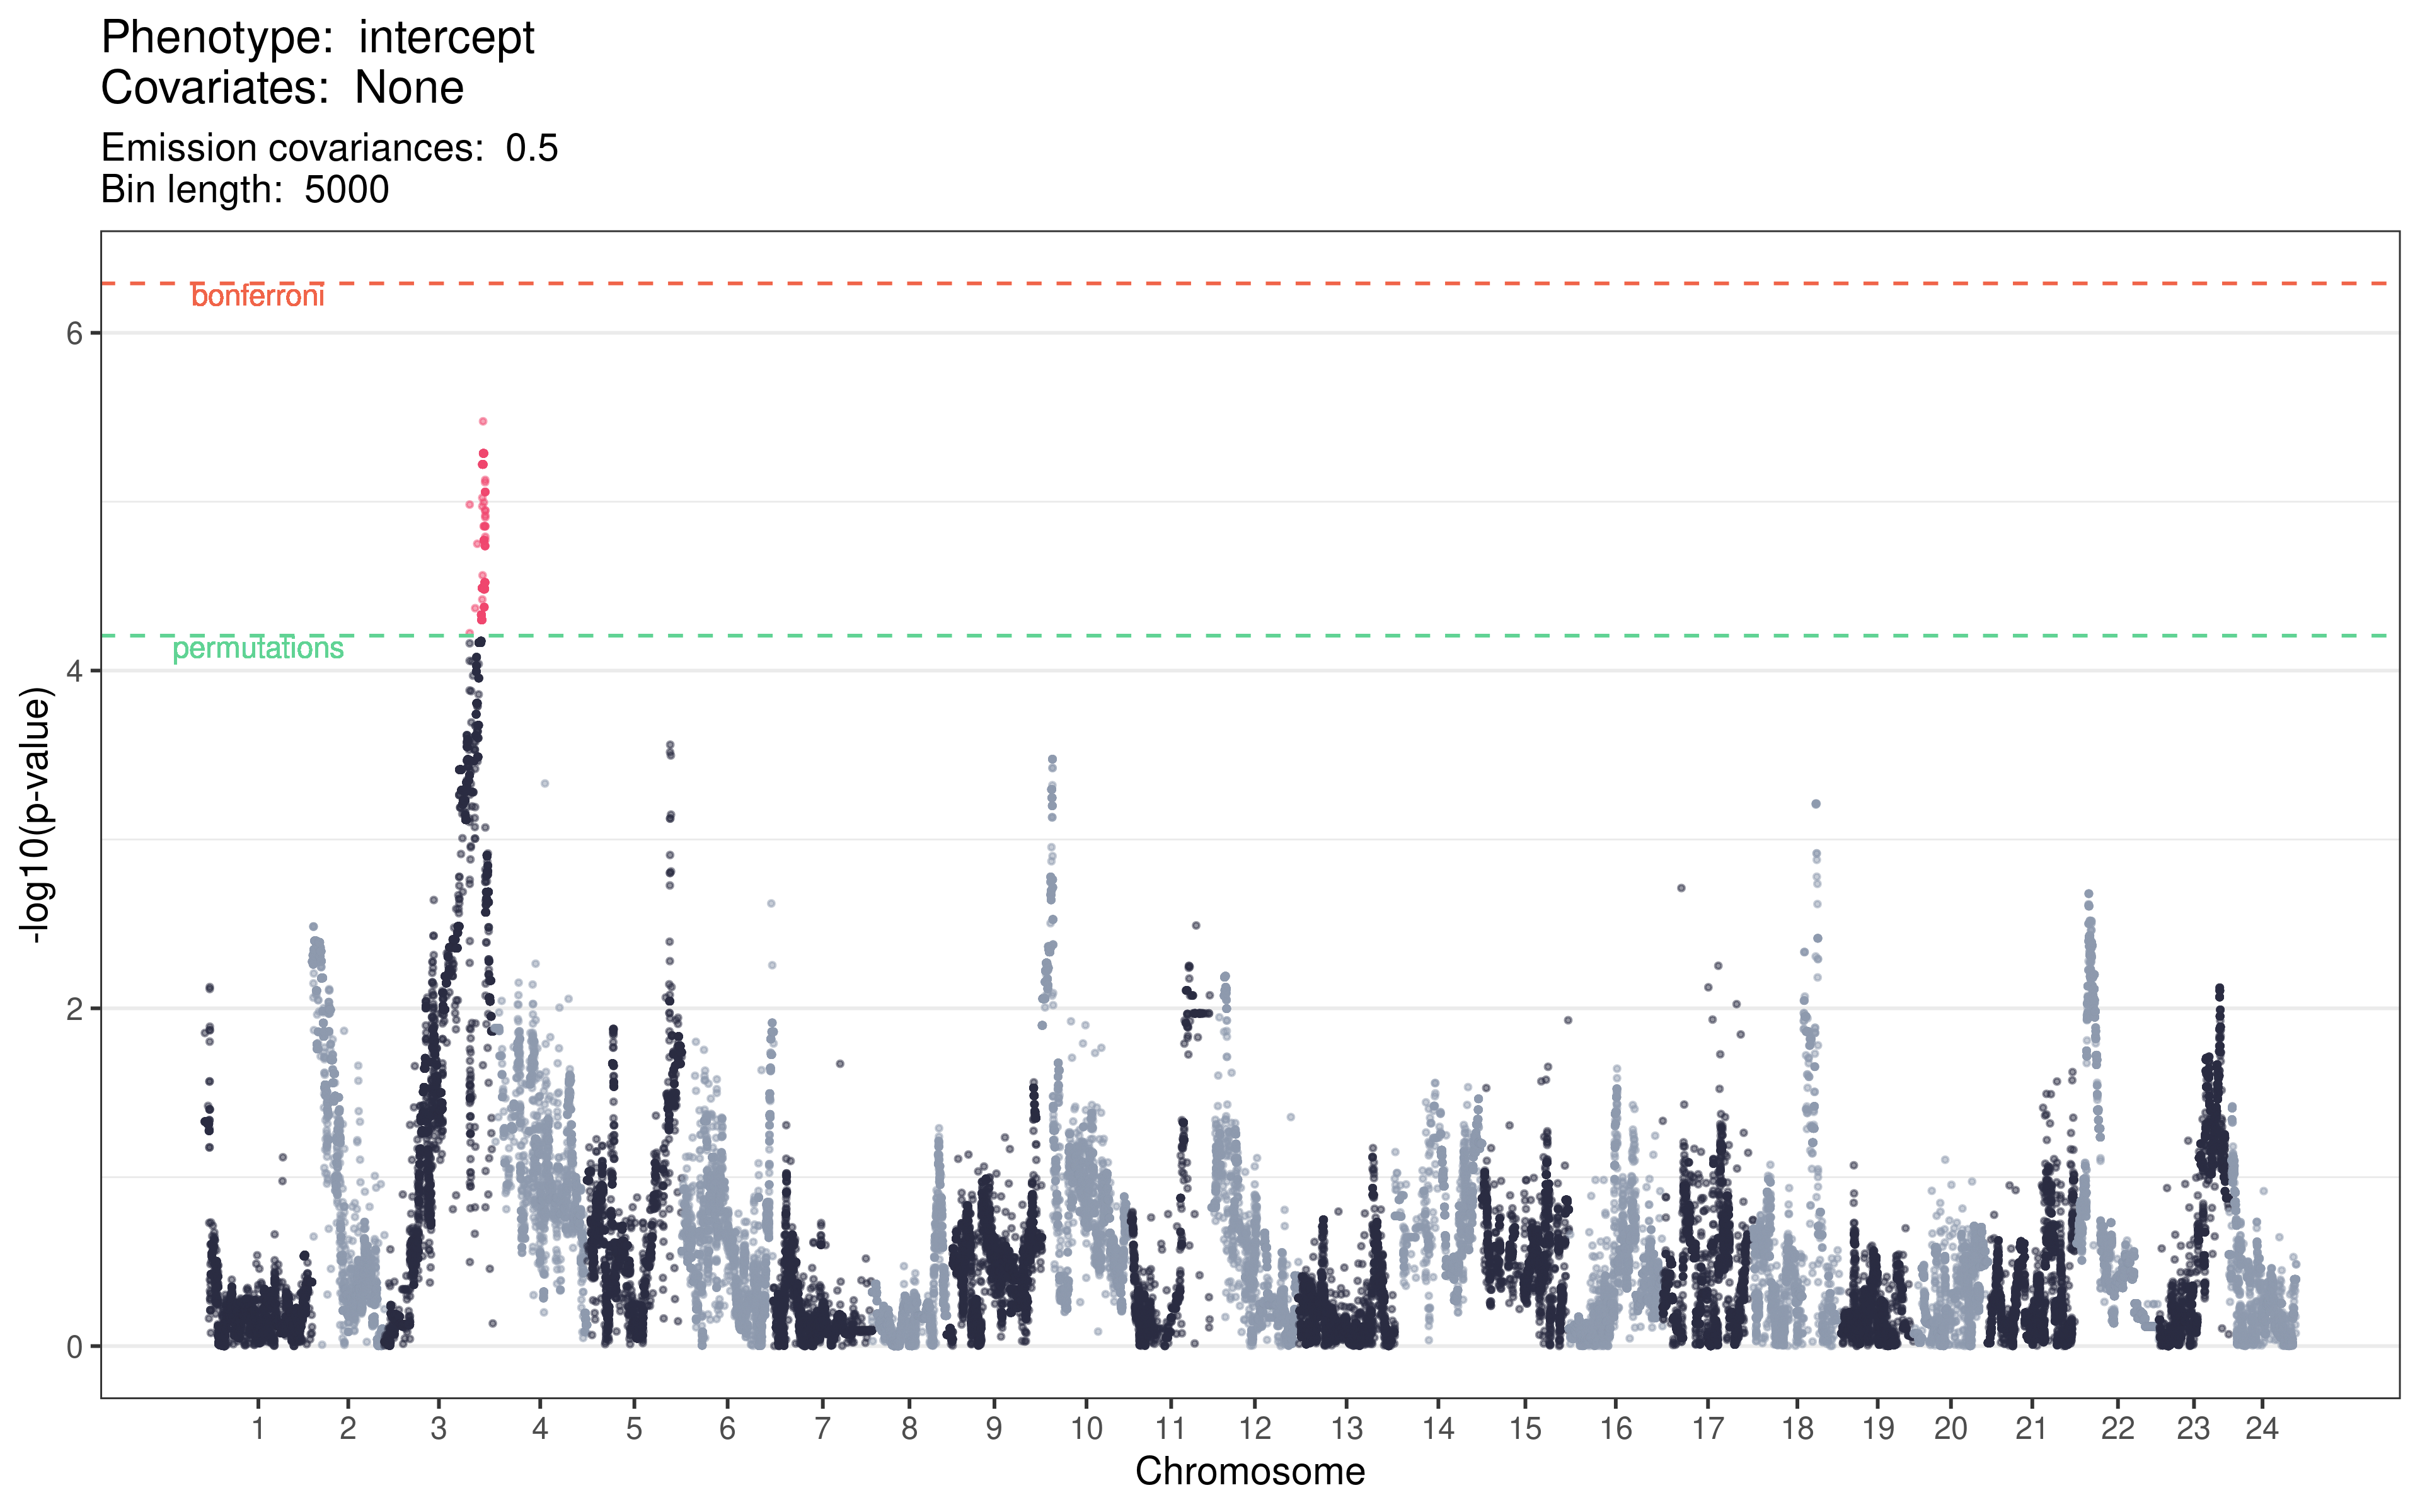 Phenotype:  intercept
Covariates:  None
Emission covariances:  0.5
Bin length:  5000
bonferroni
6
permutations
4
2
0
-log10(p-value)
1 2 3 4 5 6 7 8 9 10 11 12 13 14 15 16 17 18 19 20 21 22 23 24
Chromosome